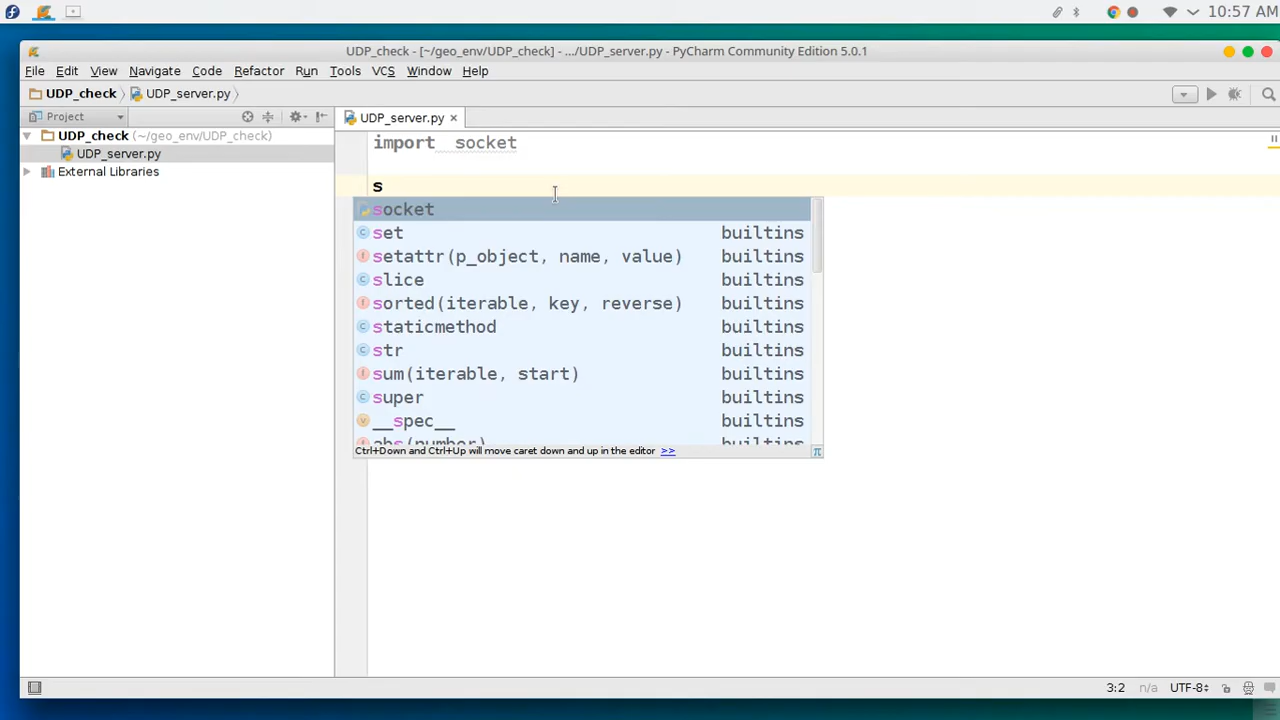 10:57 AM
UDP_check - [~/geo_env/UDP_check] - .../UDP_server.py - PyCharm Community Edition 5.0.1
File Edit View Navigate Code Refactor Run Tools VCS Window Help
UDP_check UDP_server.py
Project
UDP_server.py
UDP_check (~/geo_env/UDP_check)
UDP_server.py
External Libraries
import  socket
s
socket
set builtins
setattr(p_object, name, value) builtins
slice builtins
sorted(iterable, key, reverse) builtins
staticmethod builtins
str builtins
sum(iterable, start) builtins
super builtins
__spec__ builtins
abs(number) builtins
Ctrl+Down and Ctrl+Up will move caret down and up in the editor >> π
3:2 n/a UTF-8